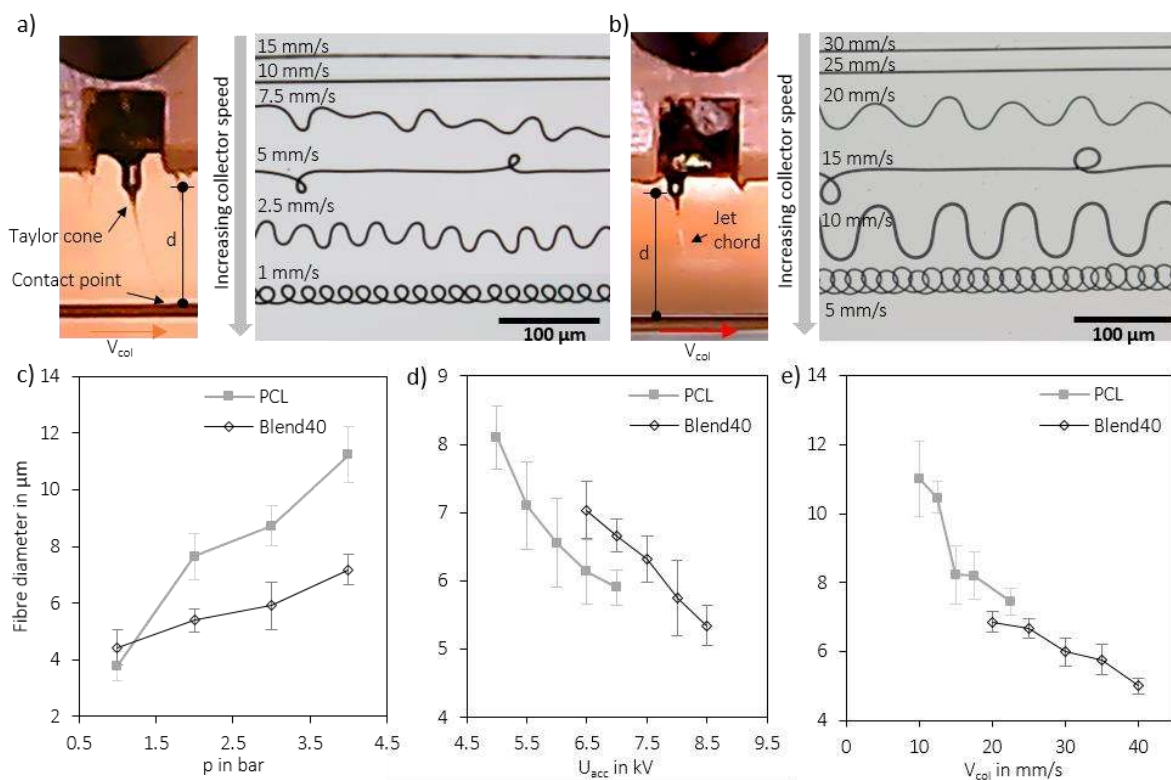 a)
Taylor cone
Contact point
d
V_col
Increasing collector speed
15 mm/s
10 mm/s
7.5 mm/s
5 mm/s
2.5 mm/s
1 mm/s
100 µm
b)
Jet
chord
d
V_col
Increasing collector speed
30 mm/s
25 mm/s
20 mm/s
15 mm/s
10 mm/s
5 mm/s
100 µm
c)
14
12
10
8
6
4
2
0.5
1.5
2.5
3.5
4.5
PCL
Blend40
Fibre diameter in µm
p in bar
d)
9
8
7
6
5
4
4.5
5.5
6.5
7.5
8.5
9.5
PCL
Blend40
U_acc in kV
e)
14
12
10
8
6
4
0
10
20
30
40
PCL
Blend40
V_col in mm/s